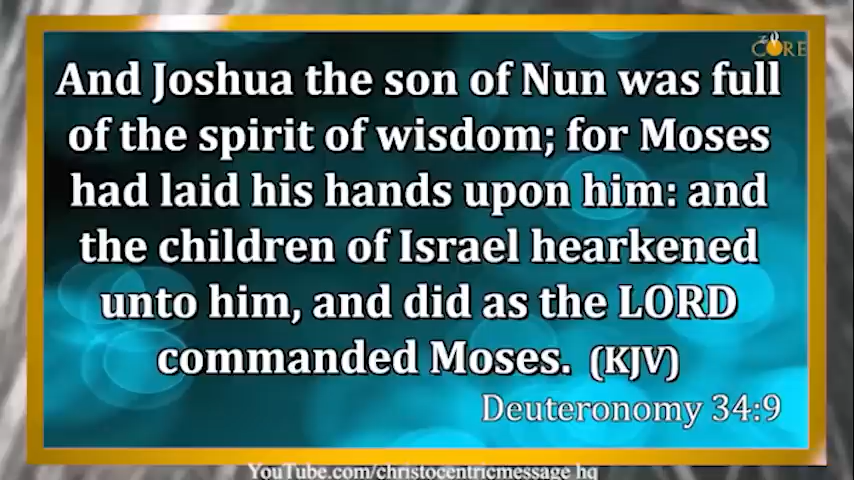 THE CORE
And Joshua the son of Nun was full
of the spirit of wisdom; for Moses
had laid his hands upon him: and
the children of Israel hearkened
unto him, and did as the LORD
commanded Moses. (KJV)
Deuteronomy 34:9
YouTube.com/christocentricmessage hq